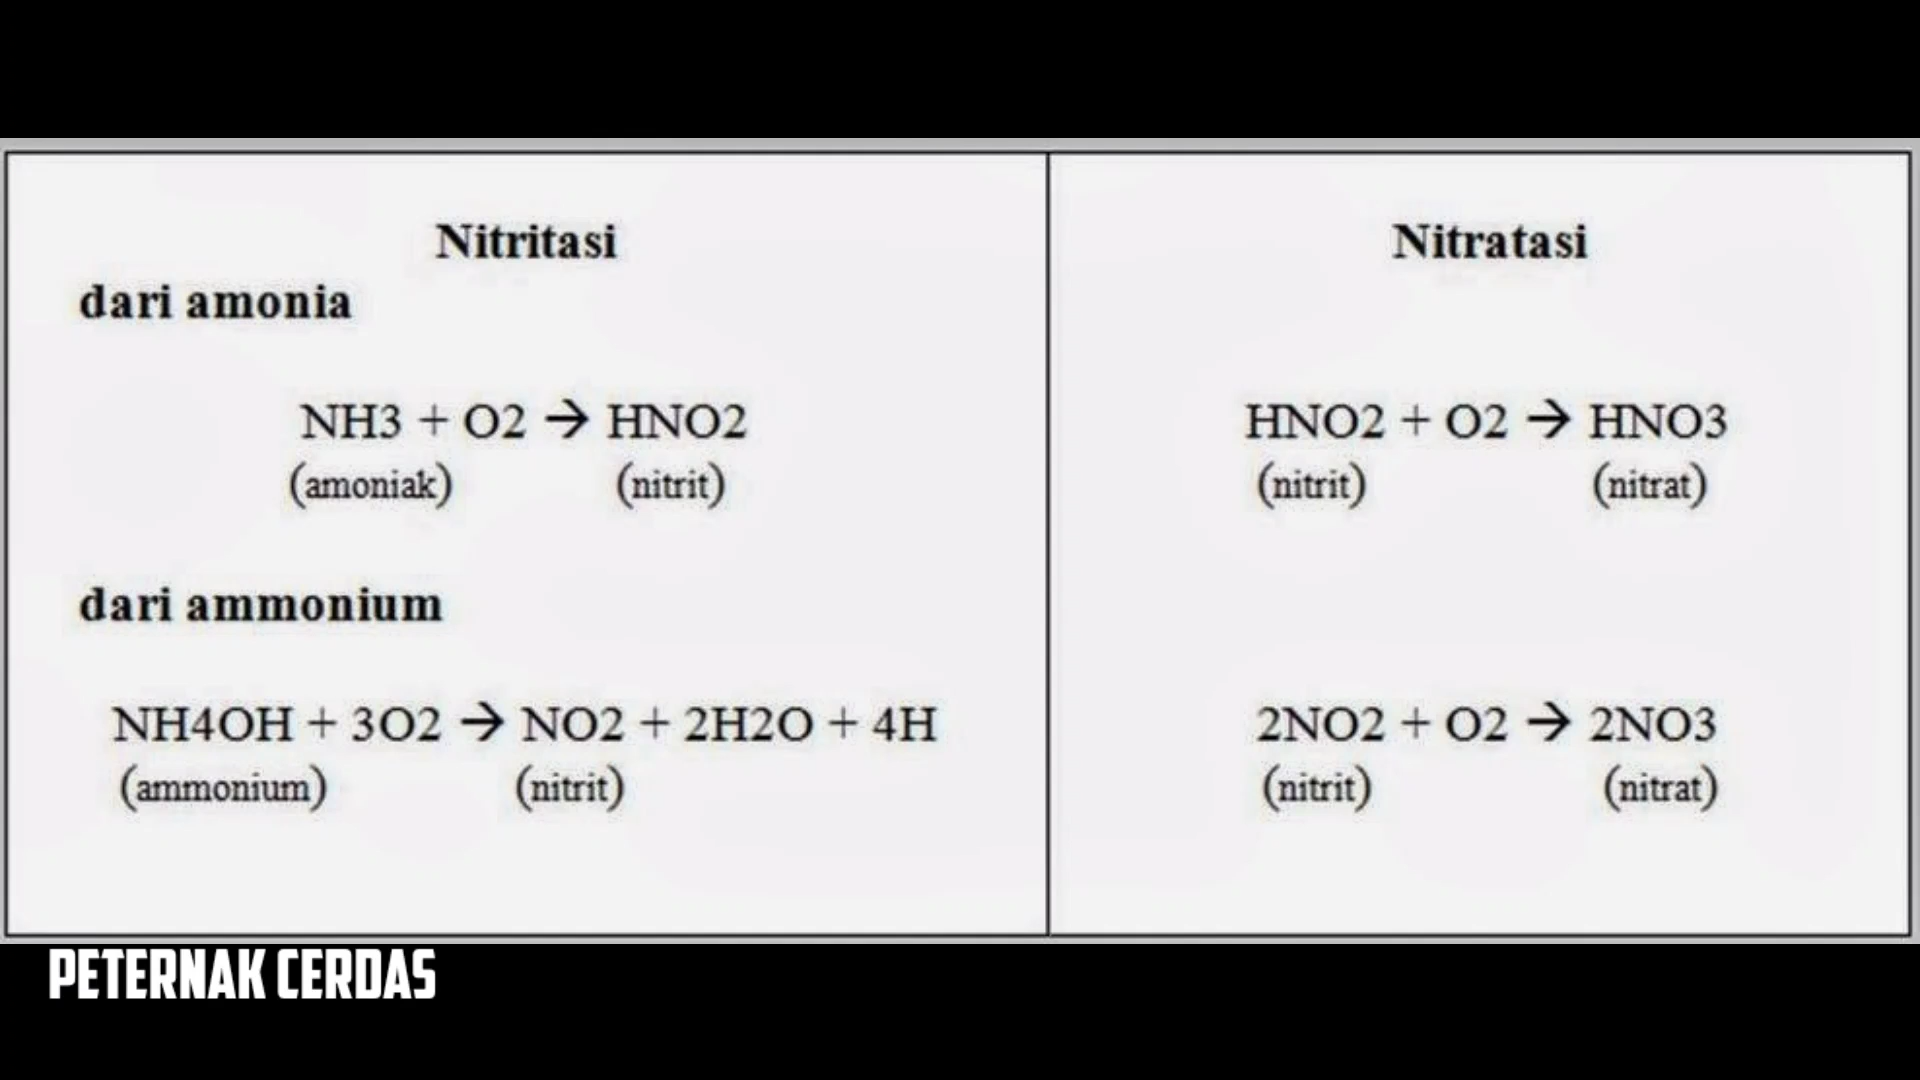 Nitritasi
dari amonia
NH3 + O2 → HNO2
(amoniak) (nitrit)
dari ammonium
NH4OH + 3O2 → NO2 + 2H2O + 4H
(ammonium) (nitrit)
Nitratasi
HNO2 + O2 → HNO3
(nitrit) (nitrat)
2NO2 + O2 → 2NO3
(nitrit) (nitrat)
PETERNAK CERDAS